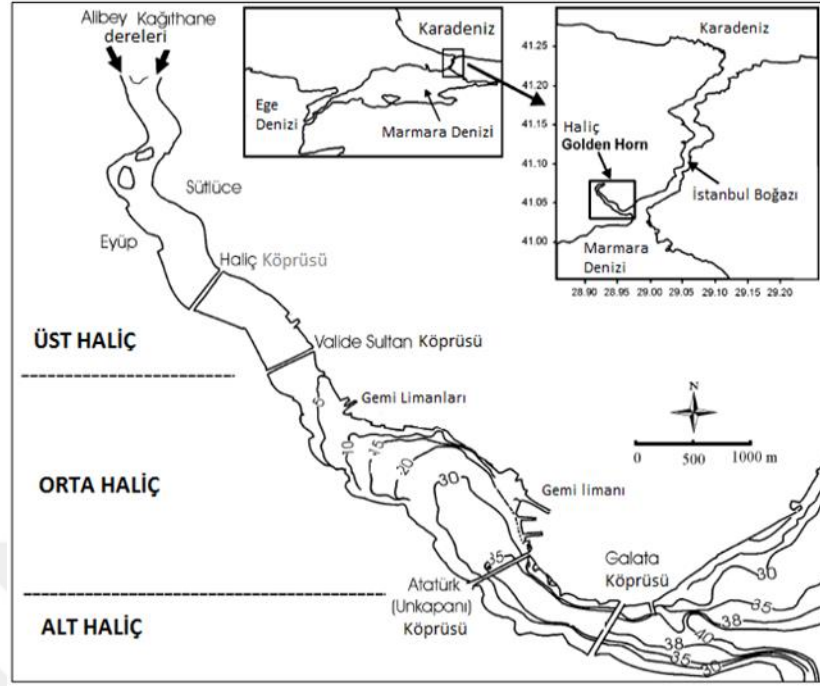 Alibey Kağıthane
dereleri
Sütlüce
Eyüp
Haliç Köprüsü
ÜST HALİÇ
Valide Sultan Köprüsü
Gemi Limanları
5
10
15
20
30
ORTA HALİÇ
Gemi limanı
35
Atatürk
(Unkapanı)
Köprüsü
Galata
Köprüsü
ALT HALİÇ
30
35
38
40
38
35
30
N
0 500 1000 m
Karadeniz
Ege
Denizi
Marmara Denizi
Karadeniz
41.25
41.20
41.15
41.10
41.05
41.00
Haliç
Golden Horn
İstanbul Boğazı
Marmara
Denizi
28.90 28.95 29.00 29.05 29.10 29.15 29.20